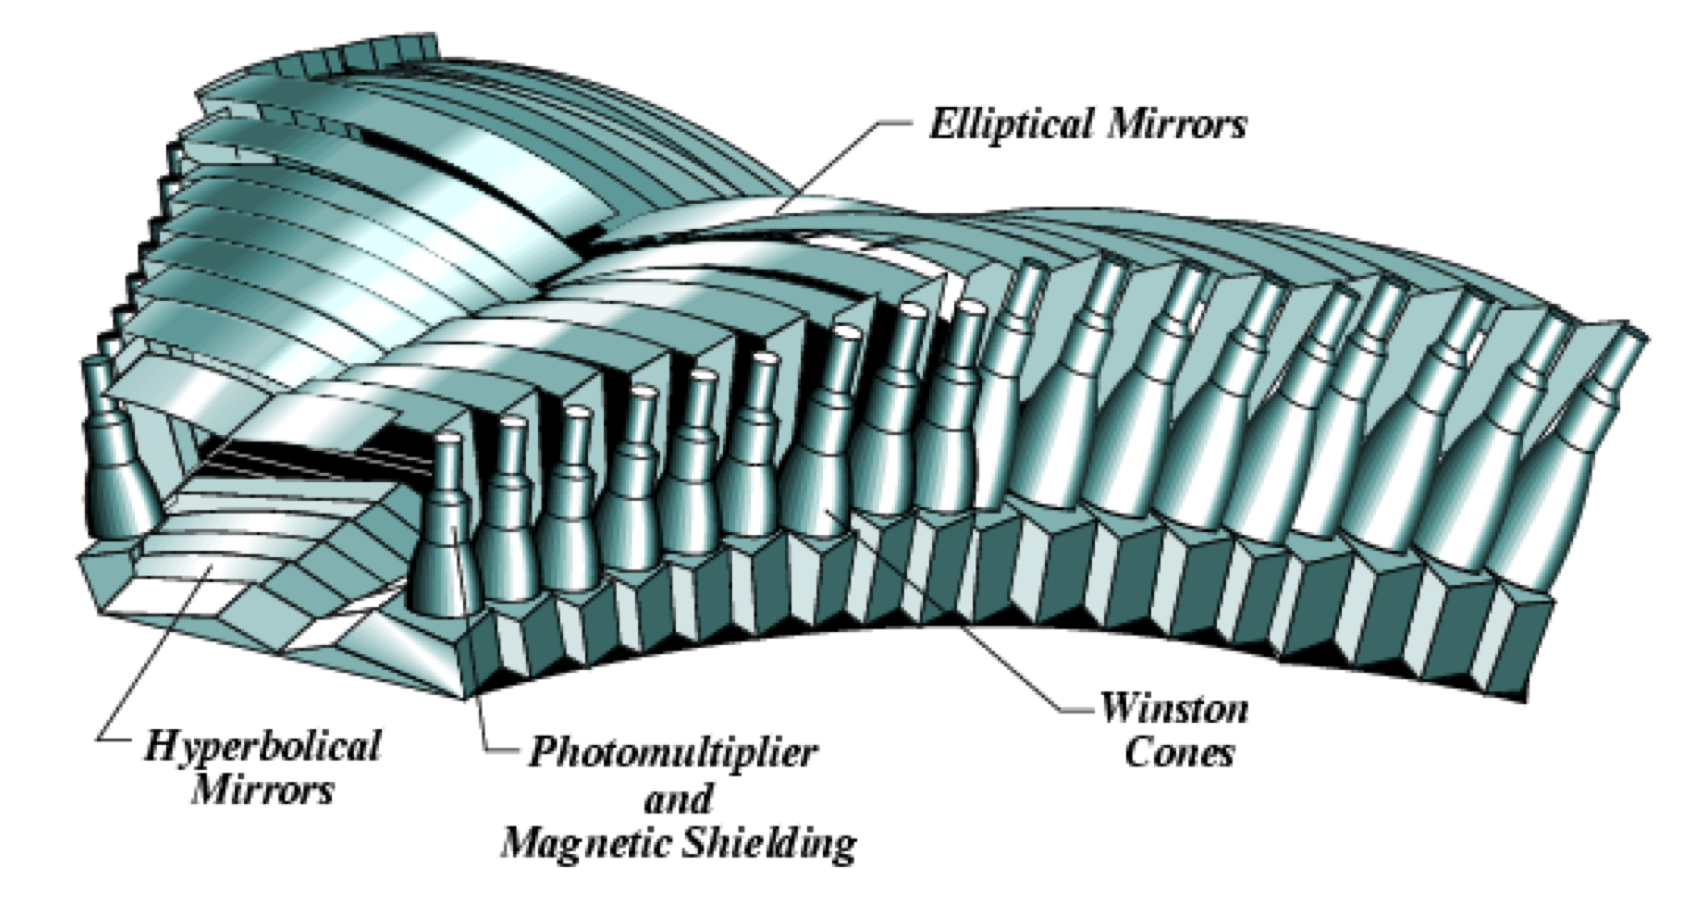 Elliptical Mirrors
Hyperbolical
Mirrors
Photomultiplier
and
Magnetic Shielding
Winston
Cones